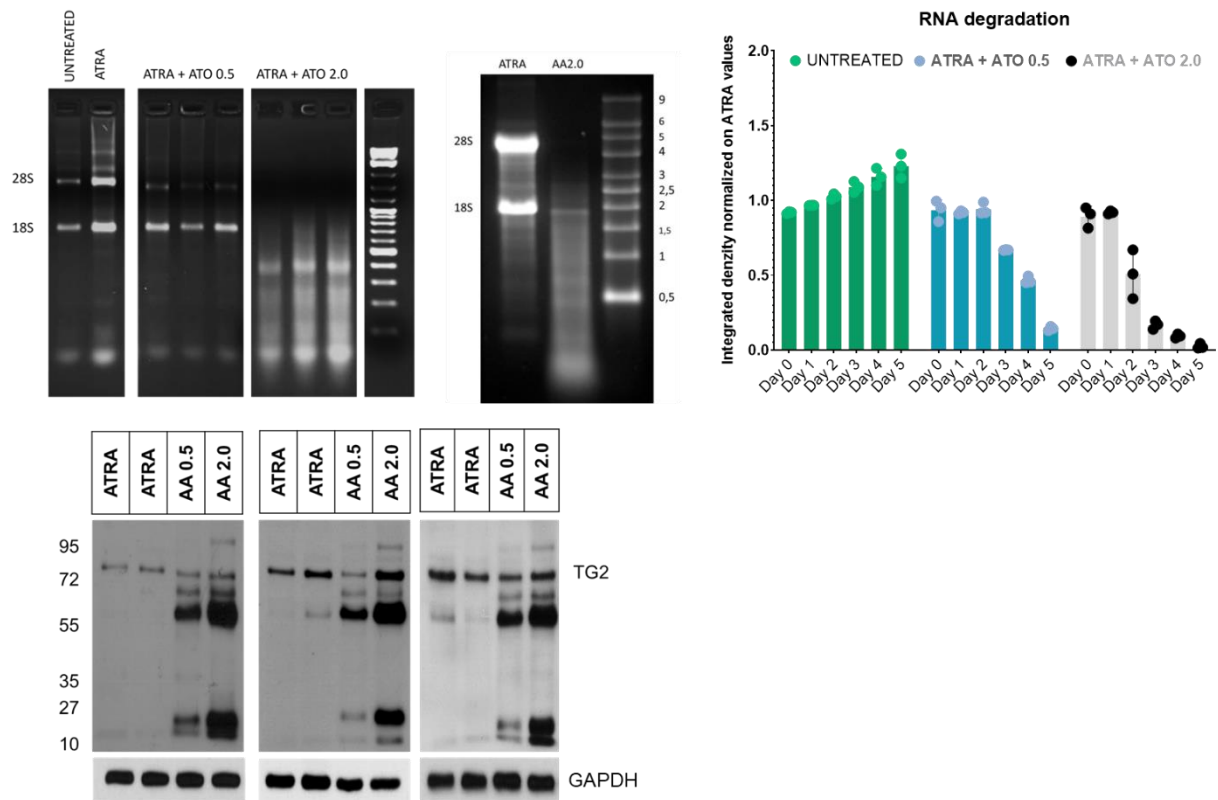 UNTREATED
ATRA
ATRA + ATO 0.5
ATRA + ATO 2.0
28S
18S
ATRA
AA2.0
28S
18S
9
6
5
4
3
2,5
2
1,5
1
0,5
RNA degradation
Integrated denzity normalized on ATRA values
2.0
1.5
1.0
0.5
0.0
UNTREATED
ATRA + ATO 0.5
ATRA + ATO 2.0
Day 0
Day 1
Day 2
Day 3
Day 4
Day 5
Day 0
Day 1
Day 2
Day 3
Day 4
Day 5
Day 0
Day 1
Day 2
Day 3
Day 4
Day 5
ATRA
ATRA
AA 0.5
AA 2.0
ATRA
ATRA
AA 0.5
AA 2.0
ATRA
ATRA
AA 0.5
AA 2.0
95
72
55
35
27
10
TG2
GAPDH